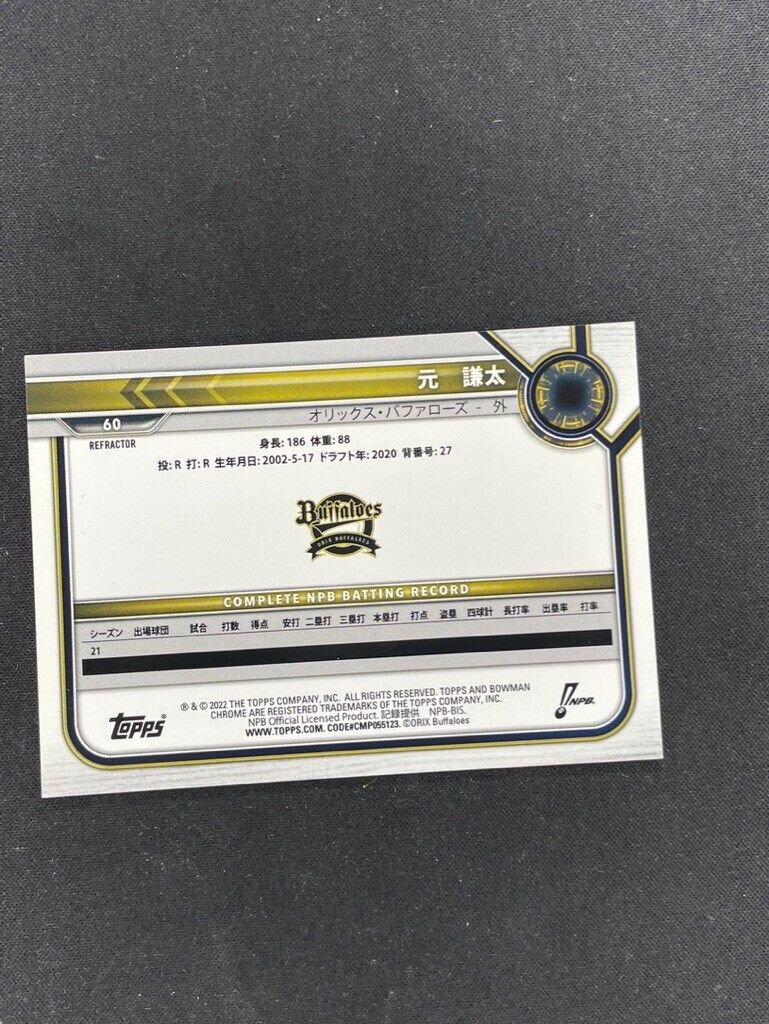 元 謙太
オリックス・バファローズ - 外
60
REFRACTOR
身長: 186 体重: 88
投: R 打: R 生年月日: 2002-5-17 ドラフト年: 2020 背番号: 27
Buffaloes
ORIX BUFFALOES
COMPLETE NPB BATTING RECORD
シーズン 出場球団 試合 打数 得点 安打 二塁打 三塁打 本塁打 打点 盗塁 四球計 長打率 出塁率 打率
21
® & © 2022 THE TOPPS COMPANY, INC. ALL RIGHTS RESERVED. TOPPS AND BOWMAN
CHROME ARE REGISTERED TRADEMARKS OF THE TOPPS COMPANY, INC.
NPB Official Licensed Product. 記録提供 NPB-BIS.
WWW.TOPPS.COM. CODE#CMP055123. ©ORIX Buffaloes
topps
NPB